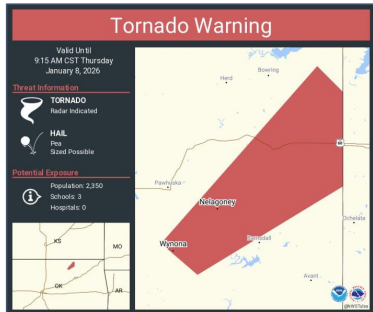 Tornado Warning
Valid Until
9:15 AM CST Thursday
January 8, 2026
Threat Information
TORNADO
Radar Indicated
HAIL
Pea
Sized Possible
Potential Exposure
Population: 2,350
Schools: 3
Hospitals: 0
KS
MO
OK
AR
Bowring
Herd
Pawhuska
Nelagoney
Ochelata
Wynona
Barnsdall
Avant
@NWSTulsa